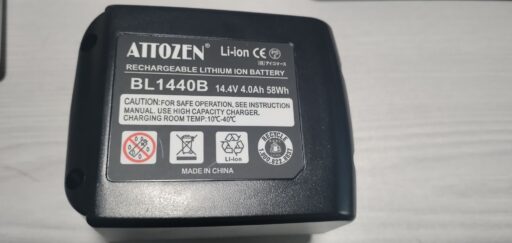 ATTOZEN® Li-ion CE
RECHARGEABLE LITHIUM ION BATTERY
BL1440B 14.4V 4.0Ah 58Wh
CAUTION: FOR SAFE OPERATION, SEE INSTRUCTION
MANUAL. USE HIGH CAPACITY CHARGER.
CHARGING ROOM TEMP:10℃-40℃
Li-ion
RECYCLE
MADE IN CHINA